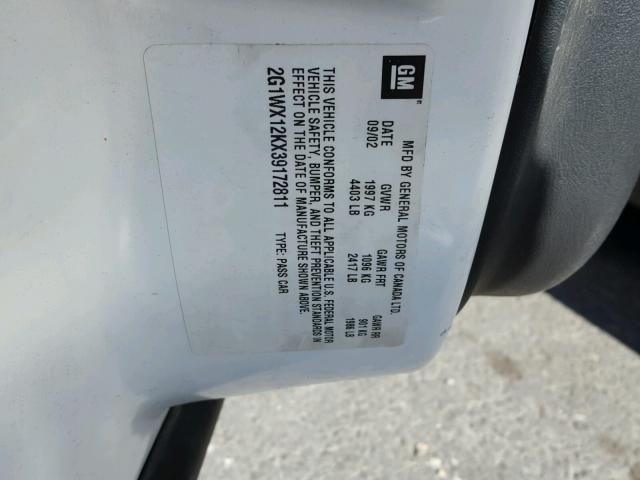 GM
MFD BY GENERAL MOTORS OF CANADA LTD.
DATE GVWR GAWR FRT GAWR RR
09/02 1997 KG 1096 KG 901 KG
4403 LB 2417 LB 1986 LB
THIS VEHICLE CONFORMS TO ALL APPLICABLE U.S. FEDERAL MOTOR
VEHICLE SAFETY, BUMPER, AND THEFT PREVENTION STANDARDS IN
EFFECT ON THE DATE OF MANUFACTURE SHOWN ABOVE.
2G1WX12KX39172811 TYPE: PASS CAR